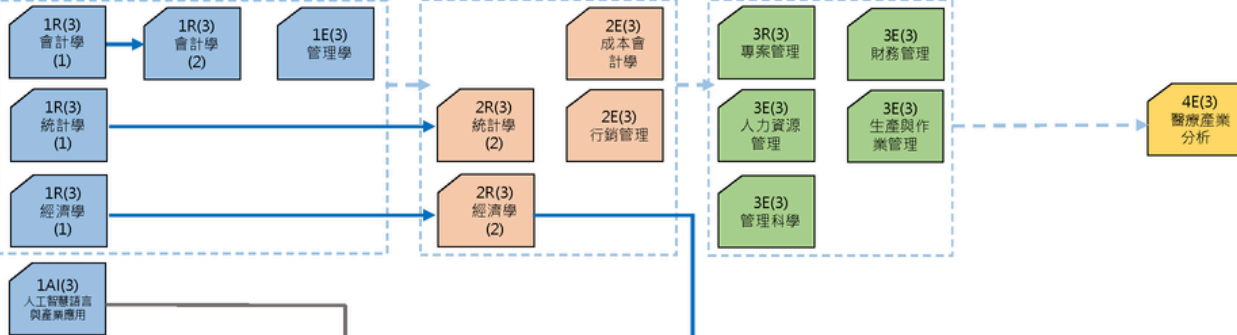 1R(3)
會計學
(1)
1R(3)
會計學
(2)
1E(3)
管理學
1R(3)
統計學
(1)
1R(3)
經濟學
(1)
2E(3)
成本會
計學
2R(3)
統計學
(2)
2E(3)
行銷管理
2R(3)
經濟學
(2)
3R(3)
專案管理
3E(3)
財務管理
3E(3)
人力資源
管理
3E(3)
生產與作
業管理
3E(3)
管理科學
4E(3)
醫療產業
分析
1AI(3)
人工智慧語言
與產業應用